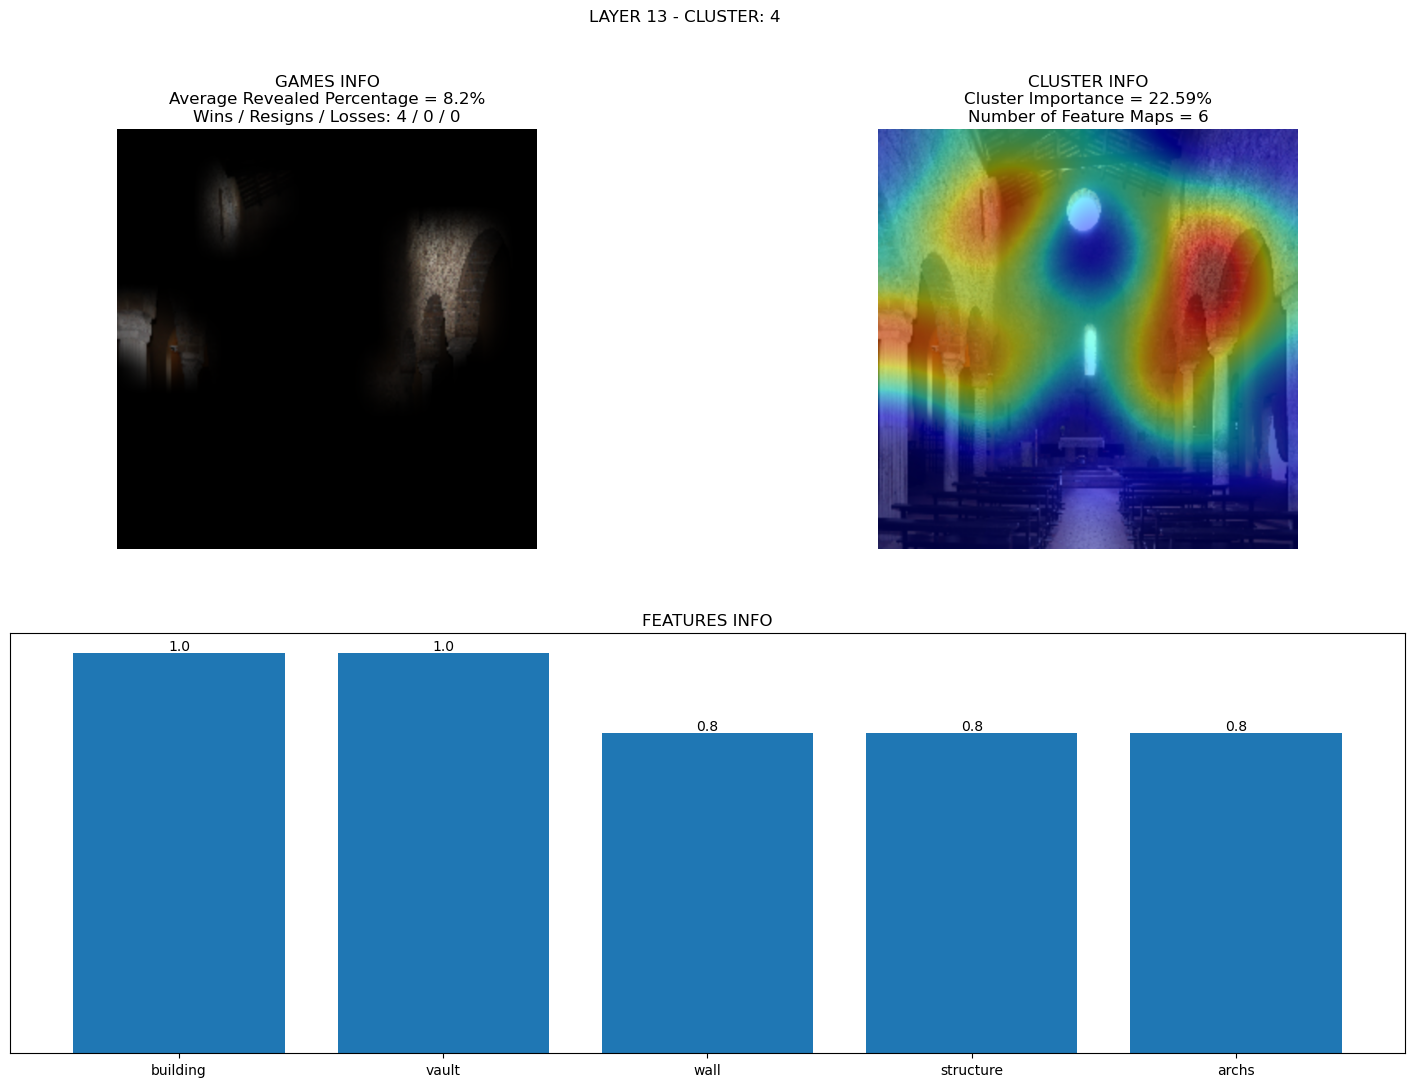 LAYER 13 - CLUSTER: 4
GAMES INFO
Average Revealed Percentage = 8.2%
Wins / Resigns / Losses: 4 / 0 / 0
CLUSTER INFO
Cluster Importance = 22.59%
Number of Feature Maps = 6
FEATURES INFO
1.0
1.0
0.8
0.8
0.8
building
vault
wall
structure
archs